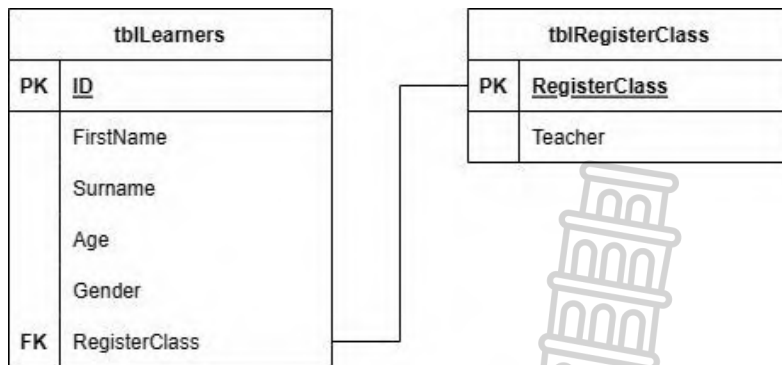 tblLearners
PK ID
FirstName
Surname
Age
Gender
FK RegisterClass
tblRegisterClass
PK RegisterClass
Teacher